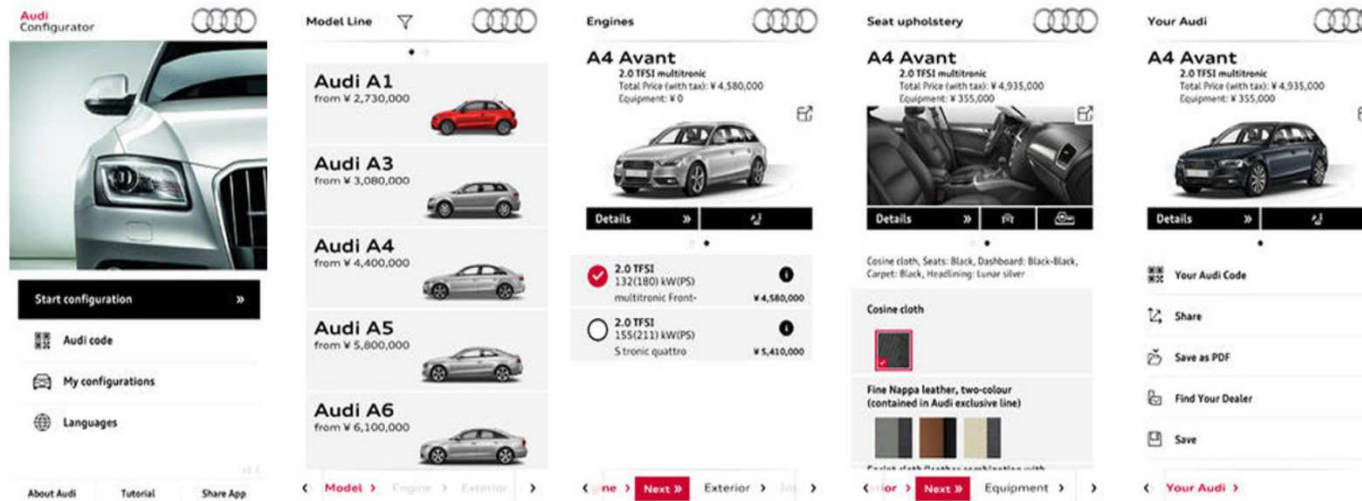 Audi
Configurator
Start configuration
Audi code
My configurations
Languages
About Audi
Tutorial
Share App
Model Line
Audi A1
from ¥ 2,730,000
Audi A3
from ¥ 3,080,000
Audi A4
from ¥ 4,400,000
Audi A5
from ¥ 5,800,000
Audi A6
from ¥ 6,100,000
Model
Engine
Exterior
Engines
A4 Avant
2.0 TFSI multitronic
Total Price (with tax): ¥ 4,580,000
Equipment: ¥ 0
Details
2.0 TFSI
132(180) kW(PS)
multitronic Front-
¥ 4,580,000
2.0 TFSI
155(211) kW(PS)
S tronic quattro
¥ 5,410,000
Next
Exterior
Seat upholstery
A4 Avant
2.0 TFSI multitronic
Total Price (with tax): ¥ 4,935,000
Equipment: ¥ 355,000
Details
Cosine cloth, Seats: Black, Dashboard: Black-Black,
Carpet: Black, Headlining: Lunar silver
Cosine cloth
Fine Nappa leather, two-colour
(contained in Audi exclusive line)
Next
Equipment
Your Audi
A4 Avant
2.0 TFSI multitronic
Total Price (with tax): ¥ 4,935,000
Equipment: ¥ 355,000
Details
Your Audi Code
Share
Save as PDF
Find Your Dealer
Save
Your Audi